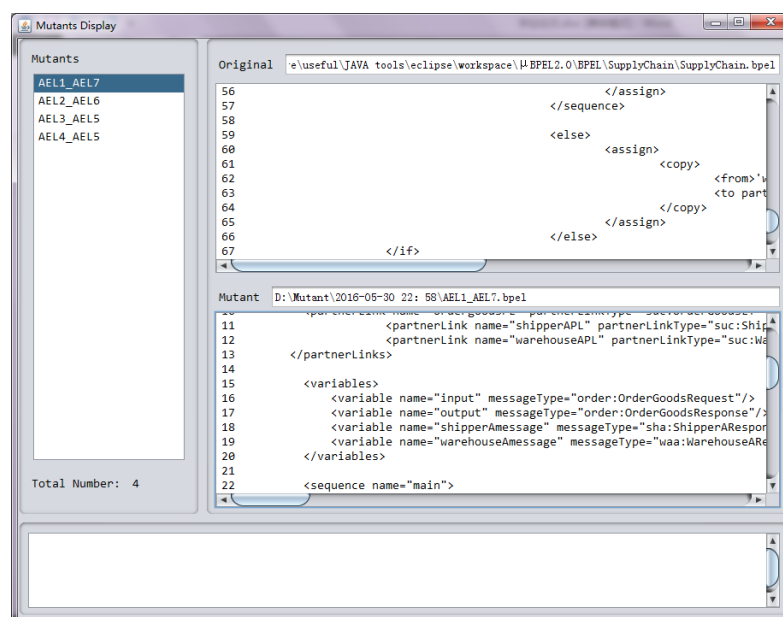 Mutants Display
Mutants
AEL1_AEL7
AEL2_AEL6
AEL3_AEL5
AEL4_AEL5
Total Number: 4
Original 'e\useful\JAVA tools\eclipse\workspace\μBPEL2.0\BPEL\SupplyChain\SupplyChain.bpel
56 </assign>
57 </sequence>
58
59 <else>
60 <assign>
61 <copy>
62 <from>'w
63 <to part
64 </copy>
65 </assign>
66 </else>
67 </if>
Mutant D:\Mutant\2016-05-30 22: 58\AEL1_AEL7.bpel
11 <partnerLink name="shipperAPL" partnerLinkType="suc:Ship
12 <partnerLink name="warehouseAPL" partnerLinkType="suc:Wa
13 </partnerLinks>
14
15 <variables>
16 <variable name="input" messageType="order:OrderGoodsRequest"/>
17 <variable name="output" messageType="order:OrderGoodsResponse"/>
18 <variable name="shipperAmessage" messageType="sha:ShipperARespor
19 <variable name="warehouseAmessage" messageType="waa:WarehouseARe
20 </variables>
21
22 <sequence name="main">